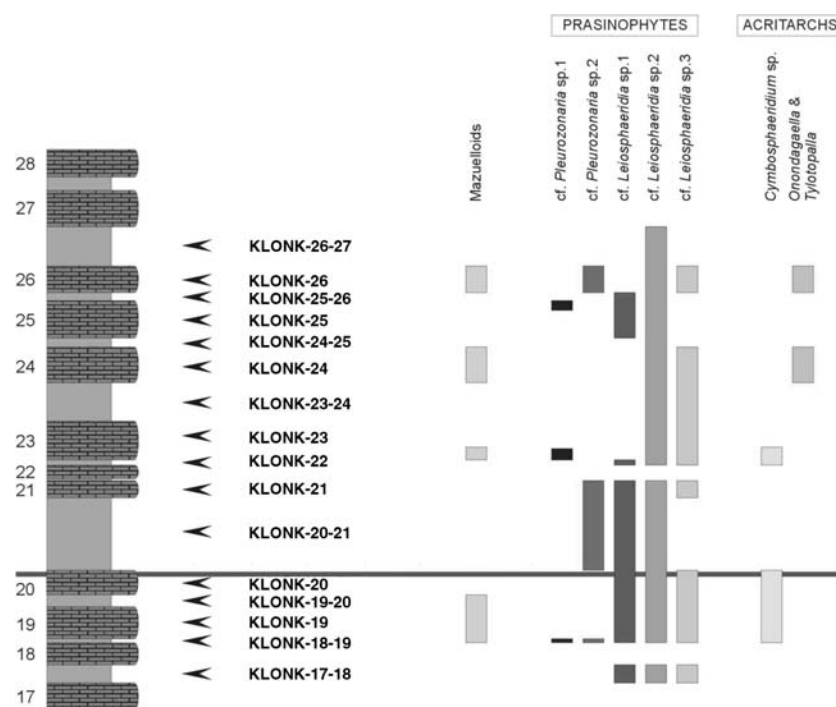 PRASINOPHYTES
ACRITARCHS
Mazuelloids
cf. Pleurozonaria sp.1
cf. Pleurozonaria sp.2
cf. Leiosphaeridia sp.1
cf. Leiosphaeridia sp.2
cf. Leiosphaeridia sp.3
Cymbosphaeridium sp.
Onondagaella &
Tylotopalla
28
27
KLONK-26-27
26
KLONK-26
KLONK-25-26
25
KLONK-25
KLONK-24-25
24
KLONK-24
KLONK-23-24
23
KLONK-23
KLONK-22
22
21
KLONK-21
KLONK-20-21
20
KLONK-20
KLONK-19-20
19
KLONK-19
KLONK-18-19
18
KLONK-17-18
17